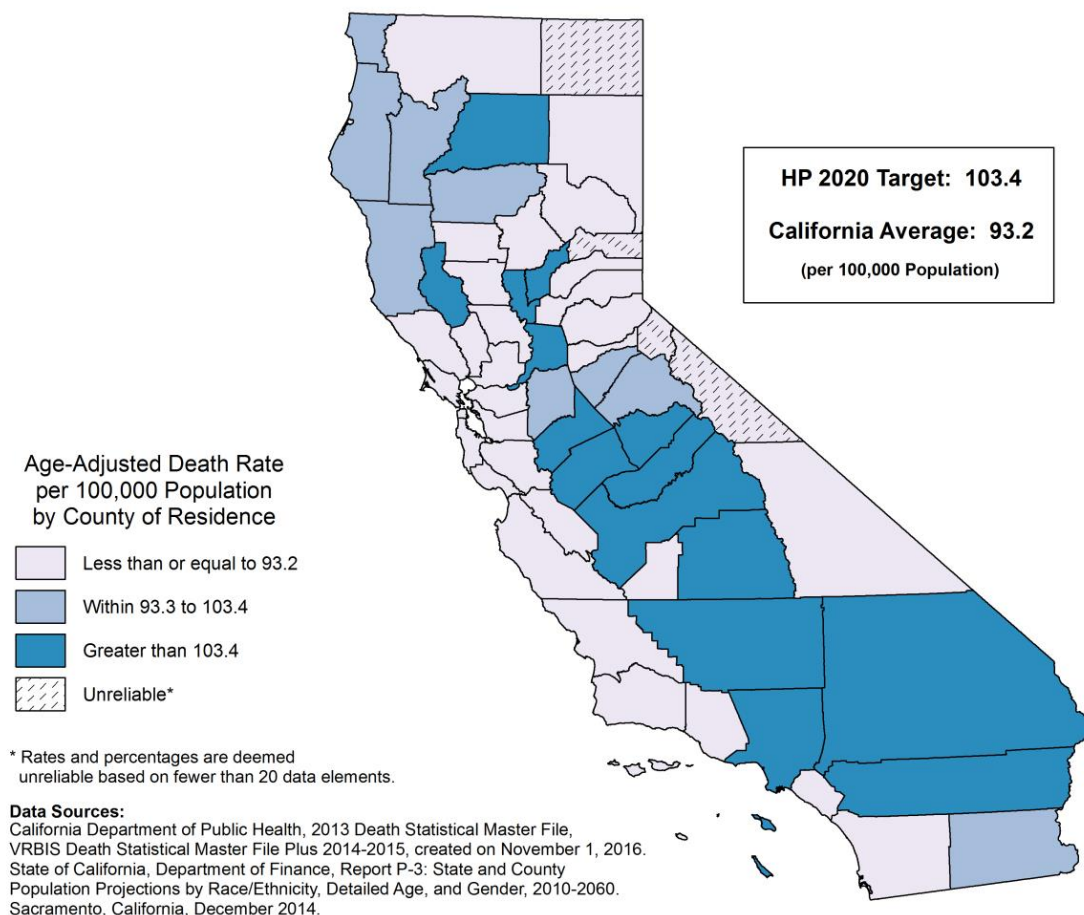 HP 2020 Target: 103.4
California Average: 93.2
(per 100,000 Population)
Age-Adjusted Death Rate
per 100,000 Population
by County of Residence
Less than or equal to 93.2
Within 93.3 to 103.4
Greater than 103.4
Unreliable*
* Rates and percentages are deemed
unreliable based on fewer than 20 data elements.
Data Sources:
California Department of Public Health, 2013 Death Statistical Master File,
VRBIS Death Statistical Master File Plus 2014-2015, created on November 1, 2016.
State of California, Department of Finance, Report P-3: State and County
Population Projections by Race/Ethnicity, Detailed Age, and Gender, 2010-2060.
Sacramento, California, December 2014.